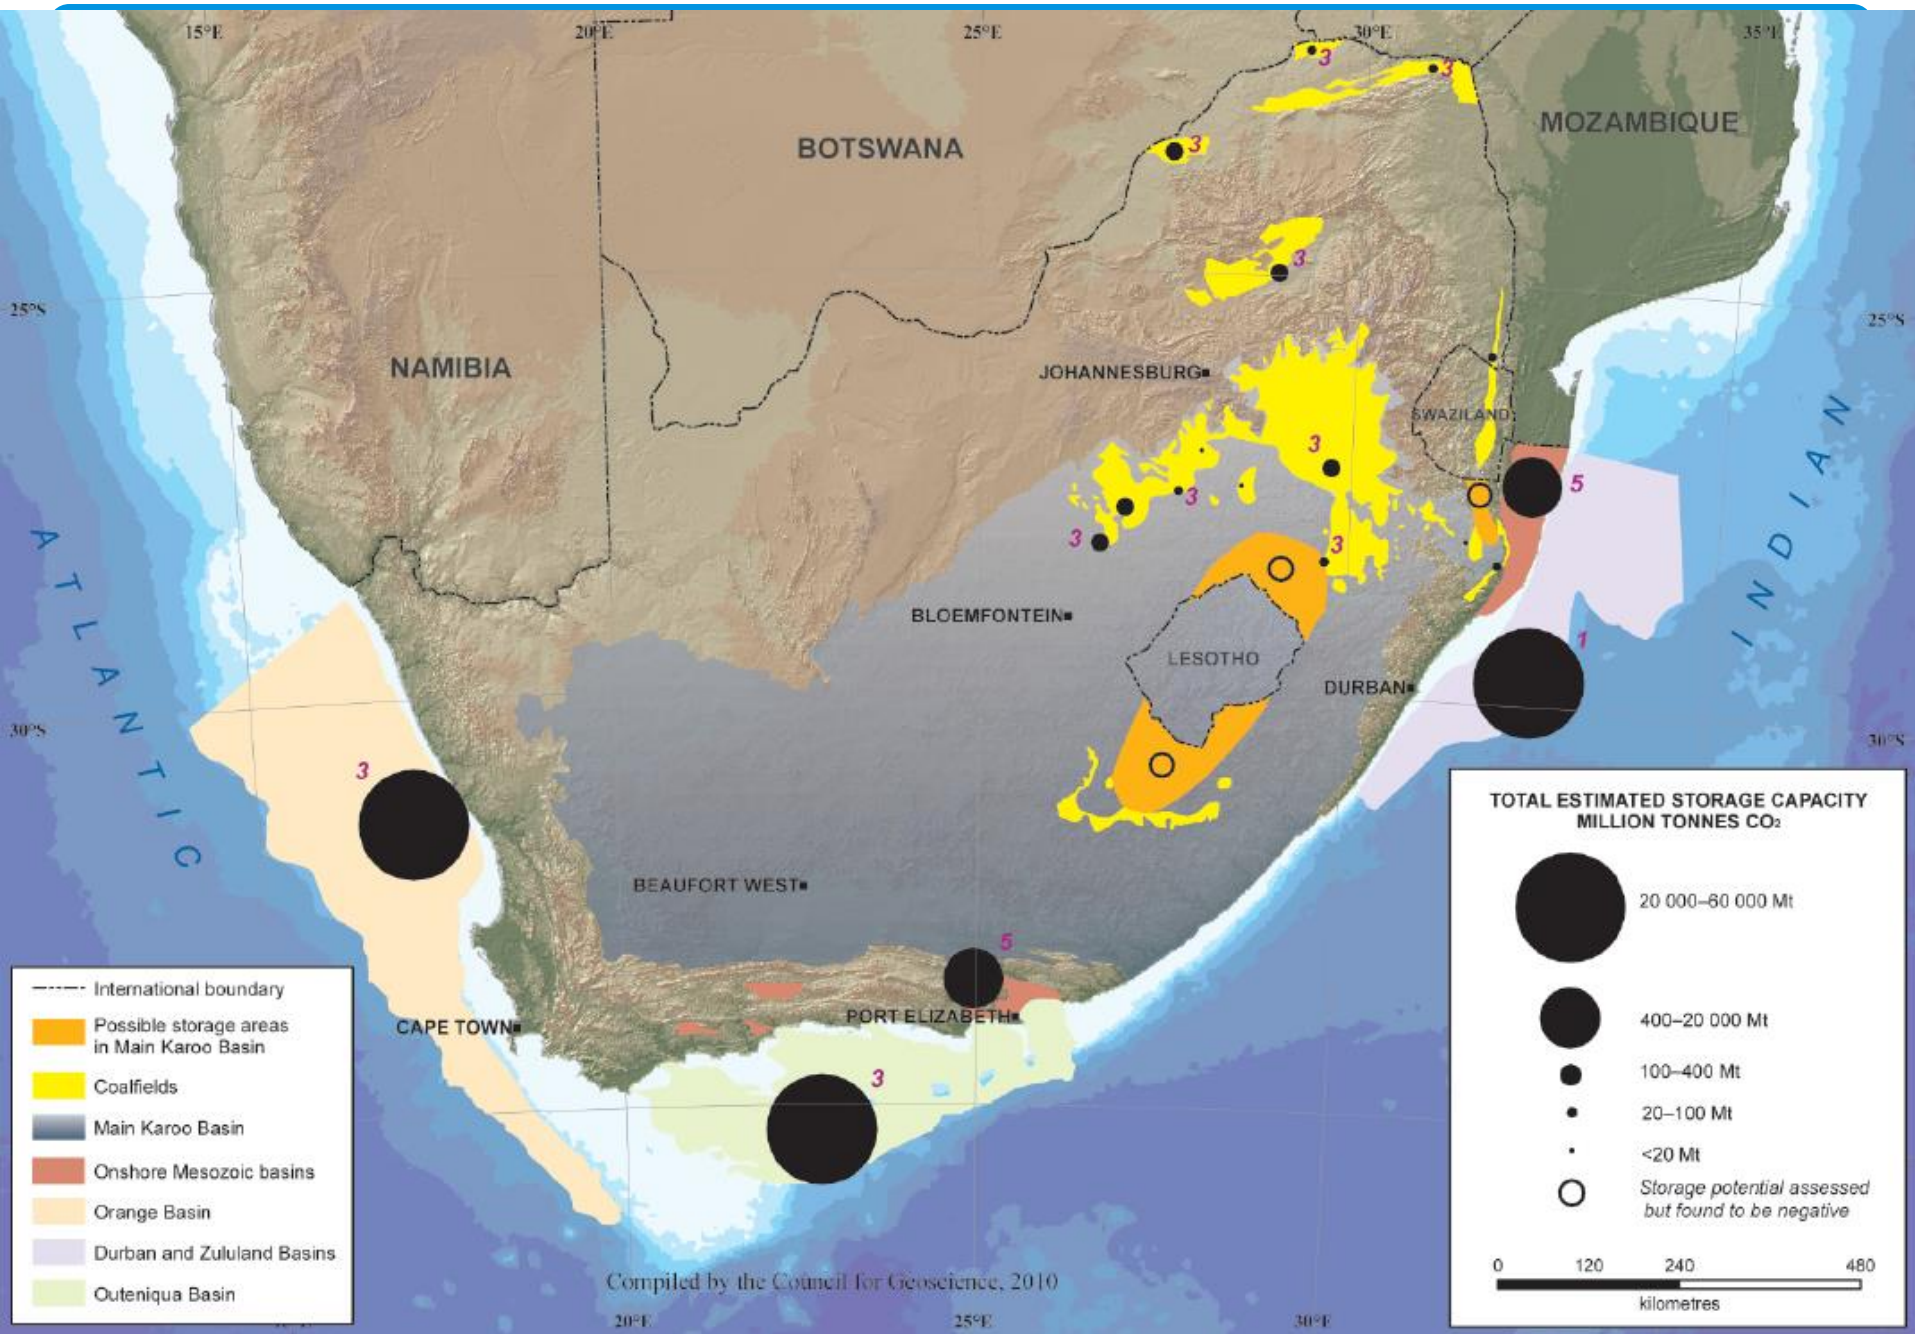 15°E
20°E
25°E
30°E
35°E
3
3
MOZAMBIQUE
BOTSWANA
3
3
25°S
25°S
NAMIBIA
JOHANNESBURG
SWAZILAND
3
5
3
3
3
ATLANTIC
INDIAN
BLOEMFONTEIN
LESOTHO
1
DURBAN
30°S
30°S
3
BEAUFORT WEST
5
CAPE TOWN
PORT ELIZABETH
3
International boundary
Possible storage areas
in Main Karoo Basin
Coalfields
Main Karoo Basin
Onshore Mesozoic basins
Orange Basin
Durban and Zululand Basins
Outeniqua Basin
TOTAL ESTIMATED STORAGE CAPACITY
MILLION TONNES CO₂
20 000–60 000 Mt
400–20 000 Mt
100–400 Mt
20–100 Mt
<20 Mt
Storage potential assessed
but found to be negative
0 120 240 480
kilometres
Compiled by the Council for Geoscience, 2010
20°E
25°E
30°E